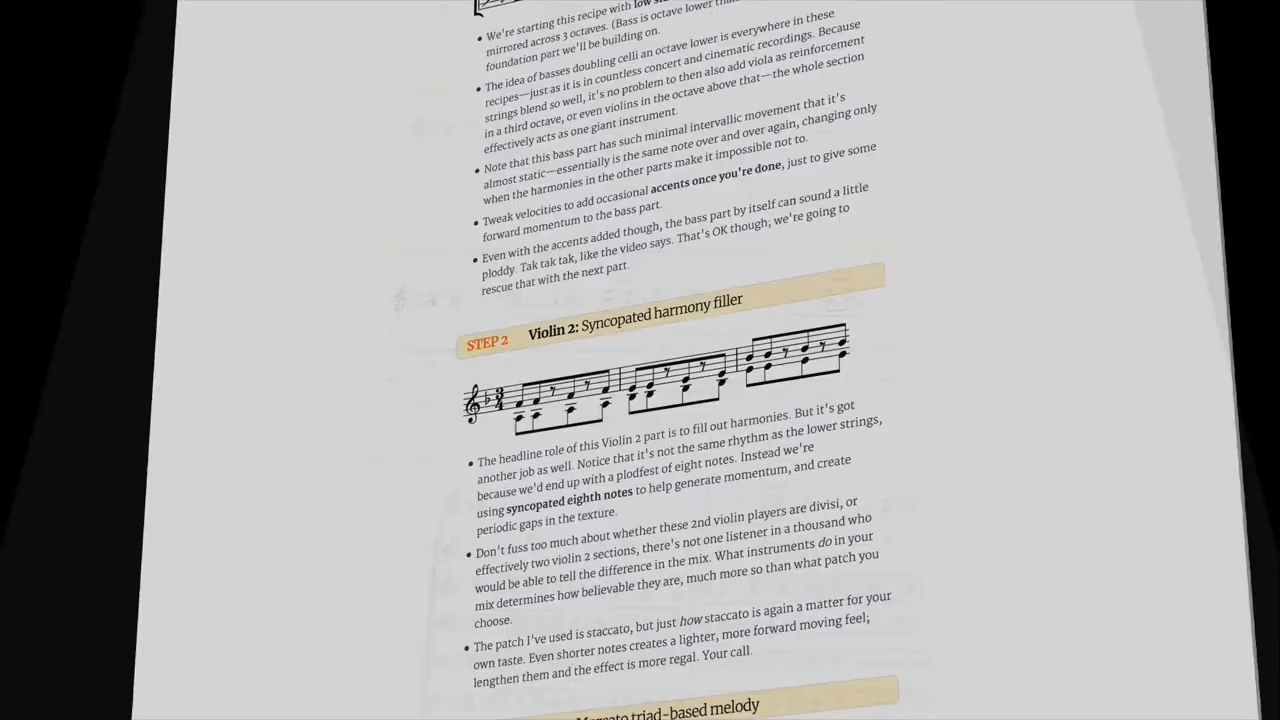 • We're starting this recipe with low
mirrored across 3 octaves. (Bass is octave lower
foundation part we'll be building on.
• The idea of basses doubling celli an octave lower is everywhere in these
recipes—just as it is in countless concert and cinematic recordings. Because
strings blend so well, it's no problem to then also add viola as reinforcement
in a third octave, or even violins in the octave above that—the whole section
effectively acts as one giant instrument.
• Note that this bass part has such minimal intervallic movement that it's
almost static—essentially is the same note over and over again, changing only
when the harmonies in the other parts make it impossible not to.
• Tweak velocities to add occasional accents once you're done, just to give some
forward momentum to the bass part.
• Even with the accents added though, the bass part by itself can sound a little
ploddy. Tak tak tak, like the video says. That's OK though; we're going to
rescue that with the next part.
STEP 2 Violin 2: Syncopated harmony filler
3
4
• The headline role of this Violin 2 part is to fill out harmonies. But it's got
another job as well. Notice that it's not the same rhythm as the lower strings,
because we'd end up with a plodfest of eight notes. Instead we're
using syncopated eighth notes to help generate momentum, and create
periodic gaps in the texture.
• Don't fuss too much about whether these 2nd violin players are divisi, or
effectively two violin 2 sections, there's not one listener in a thousand who
would be able to tell the difference in the mix. What instruments do in your
mix determines how believable they are, much more so than what patch you
choose.
• The patch I've used is staccato, but just how staccato is again a matter for your
own taste. Even shorter notes creates a lighter, more forward moving feel;
lengthen them and the effect is more regal. Your call.
triad-based melody